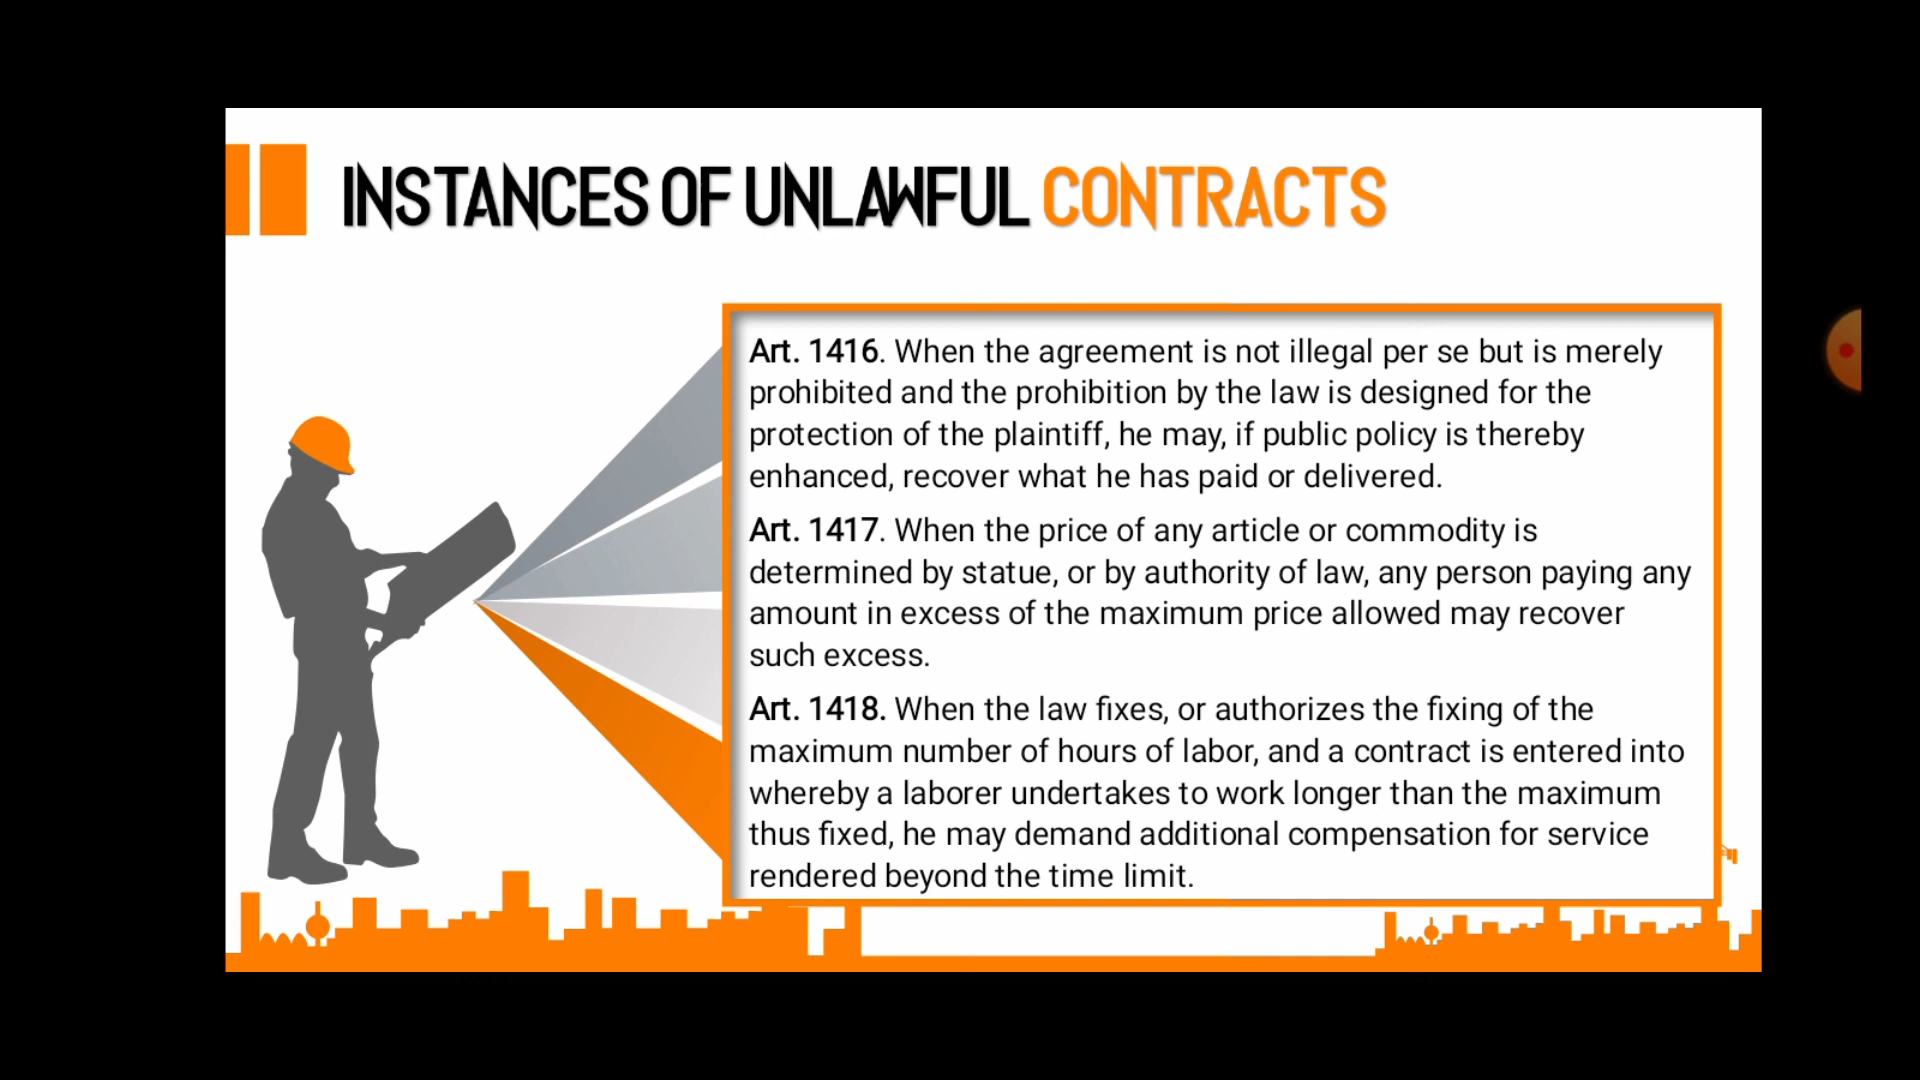 INSTANCES OF UNLAWFUL CONTRACTS
Art. 1416. When the agreement is not illegal per se but is merely
prohibited and the prohibition by the law is designed for the
protection of the plaintiff, he may, if public policy is thereby
enhanced, recover what he has paid or delivered.
Art. 1417. When the price of any article or commodity is
determined by statue, or by authority of law, any person paying any
amount in excess of the maximum price allowed may recover
such excess.
Art. 1418. When the law fixes, or authorizes the fixing of the
maximum number of hours of labor, and a contract is entered into
whereby a laborer undertakes to work longer than the maximum
thus fixed, he may demand additional compensation for service
rendered beyond the time limit.